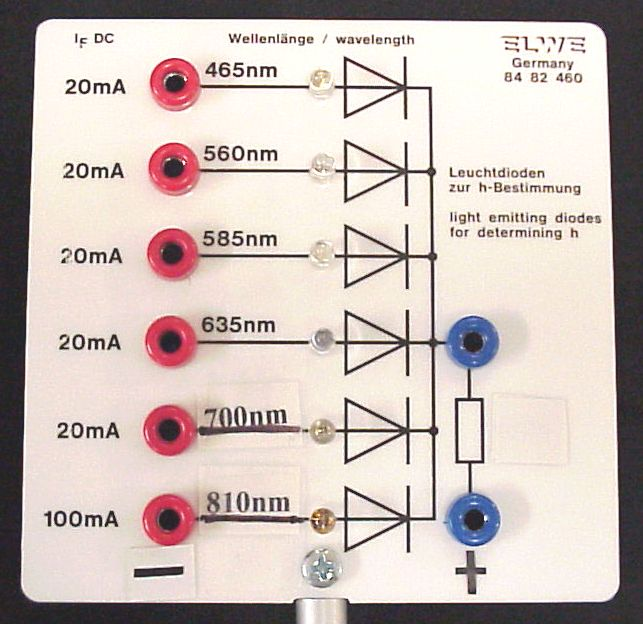 IF DC
Wellenlänge / wavelength
ELWE
Germany
84 82 460
20mA
465nm
20mA
560nm
Leuchtdioden
zur h-Bestimmung
light emitting diodes
for determining h
20mA
585nm
20mA
635nm
20mA
700nm
100mA
810nm
− +